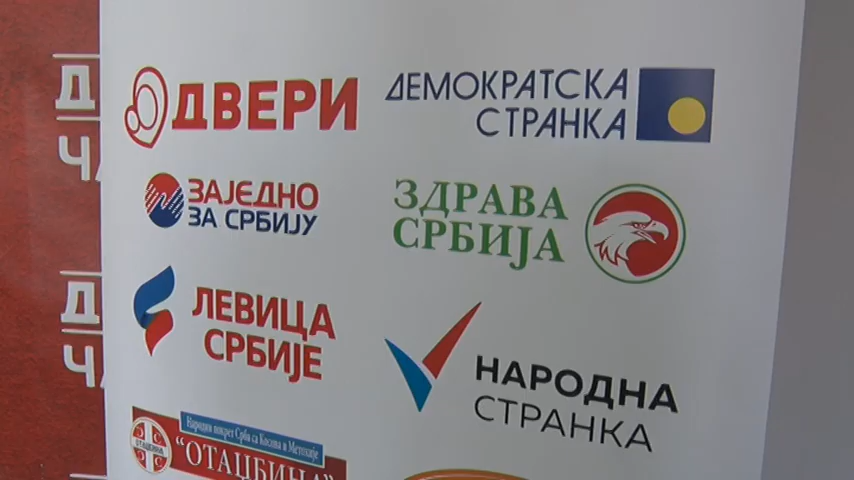 ДВЕРИ
ДЕМОКРАТСКА
СТРАНКА
ЗАЈЕДНО
ЗА СРБИЈУ
ЗДРАВА
СРБИЈА
ЛЕВИЦА
СРБИЈЕ
НАРОДНА
СТРАНКА
Народни покрет Срба са Косова и Метохије
"ОТАЏБИНА"
ОТАЏБИНА